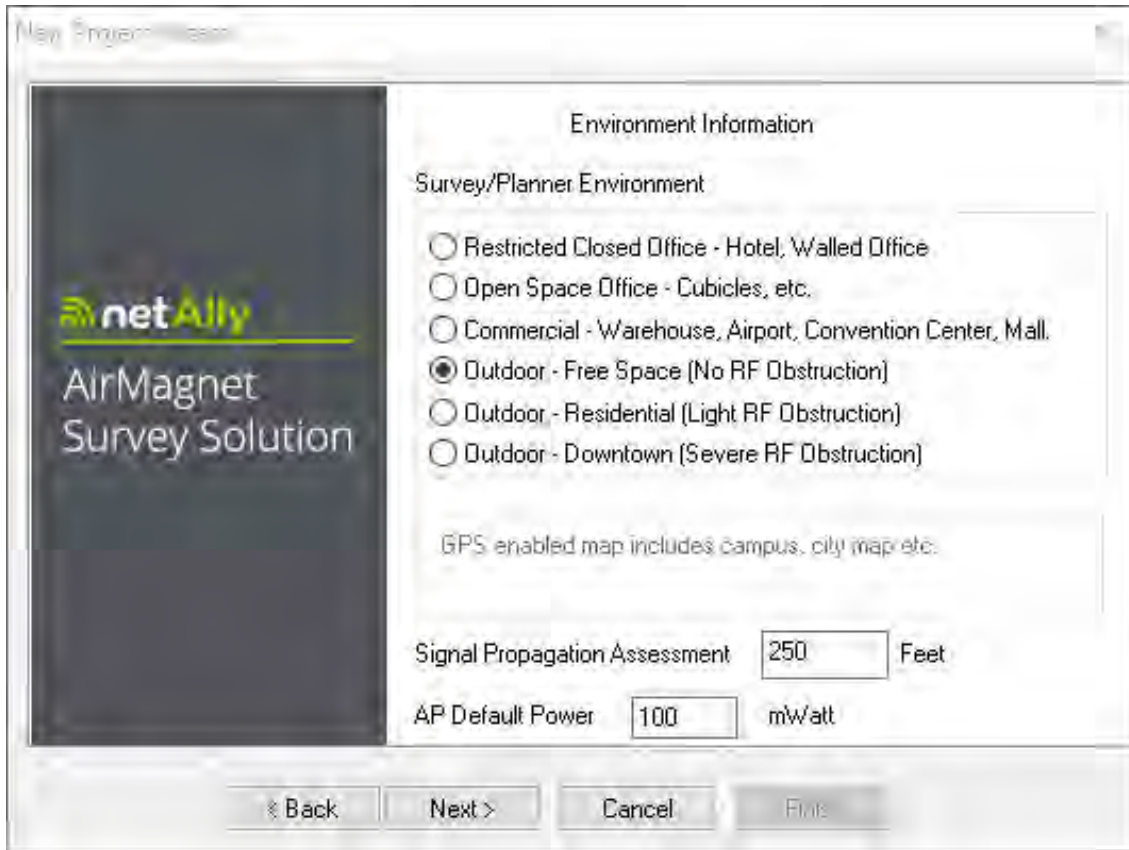 New Project Wizard
Environment Information
Survey/Planner Environment
Restricted Closed Office - Hotel, Walled Office
Open Space Office - Cubicles, etc.
Commercial - Warehouse, Airport, Convention Center, Mall.
Outdoor - Free Space (No RF Obstruction)
Outdoor - Residential (Light RF Obstruction)
Outdoor - Downtown (Severe RF Obstruction)
netAlly
AirMagnet
Survey Solution
GPS enabled map includes campus, city map etc.
Signal Propagation Assessment 250 Feet
AP Default Power 100 mWatt
< Back Next > Cancel